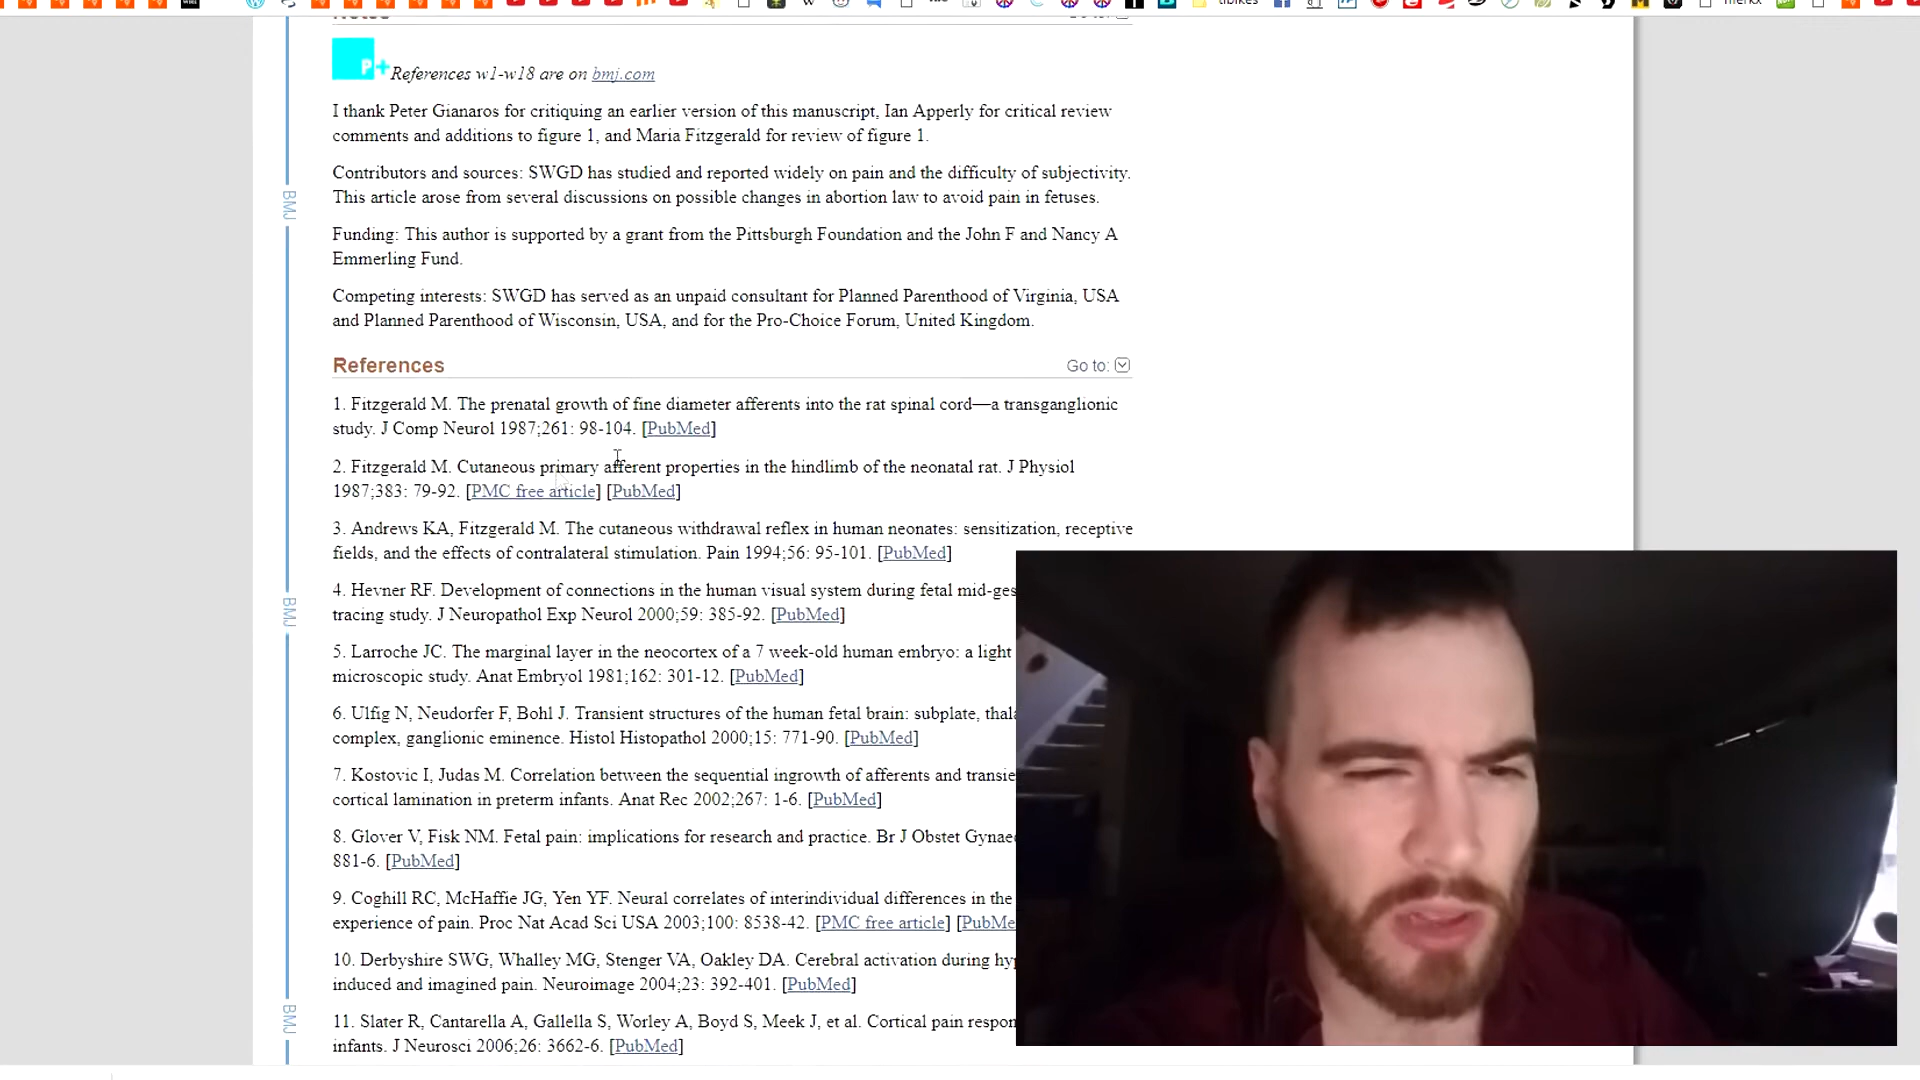 tibikes
merkx
Notes
P+
References w1-w18 are on bmj.com
I thank Peter Gianaros for critiquing an earlier version of this manuscript, Ian Apperly for critical review
comments and additions to figure 1, and Maria Fitzgerald for review of figure 1.
Contributors and sources: SWGD has studied and reported widely on pain and the difficulty of subjectivity.
This article arose from several discussions on possible changes in abortion law to avoid pain in fetuses.
Funding: This author is supported by a grant from the Pittsburgh Foundation and the John F and Nancy A
Emmerling Fund.
Competing interests: SWGD has served as an unpaid consultant for Planned Parenthood of Virginia, USA
and Planned Parenthood of Wisconsin, USA, and for the Pro-Choice Forum, United Kingdom.
References Go to:
1. Fitzgerald M. The prenatal growth of fine diameter afferents into the rat spinal cord—a transganglionic
study. J Comp Neurol 1987;261: 98-104. [PubMed]
2. Fitzgerald M. Cutaneous primary afferent properties in the hindlimb of the neonatal rat. J Physiol
1987;383: 79-92. [PMC free article] [PubMed]
3. Andrews KA, Fitzgerald M. The cutaneous withdrawal reflex in human neonates: sensitization, receptive
fields, and the effects of contralateral stimulation. Pain 1994;56: 95-101. [PubMed]
4. Hevner RF. Development of connections in the human visual system during fetal mid-ges
tracing study. J Neuropathol Exp Neurol 2000;59: 385-92. [PubMed]
5. Larroche JC. The marginal layer in the neocortex of a 7 week-old human embryo: a light
microscopic study. Anat Embryol 1981;162: 301-12. [PubMed]
6. Ulfig N, Neudorfer F, Bohl J. Transient structures of the human fetal brain: subplate, thala
complex, ganglionic eminence. Histol Histopathol 2000;15: 771-90. [PubMed]
7. Kostovic I, Judas M. Correlation between the sequential ingrowth of afferents and transie
cortical lamination in preterm infants. Anat Rec 2002;267: 1-6. [PubMed]
8. Glover V, Fisk NM. Fetal pain: implications for research and practice. Br J Obstet Gynaec
881-6. [PubMed]
9. Coghill RC, McHaffie JG, Yen YF. Neural correlates of interindividual differences in the
experience of pain. Proc Nat Acad Sci USA 2003;100: 8538-42. [PMC free article] [PubMe
10. Derbyshire SWG, Whalley MG, Stenger VA, Oakley DA. Cerebral activation during hyp
induced and imagined pain. Neuroimage 2004;23: 392-401. [PubMed]
11. Slater R, Cantarella A, Gallella S, Worley A, Boyd S, Meek J, et al. Cortical pain respon
infants. J Neurosci 2006;26: 3662-6. [PubMed]
BMJ
BMJ
BMJ